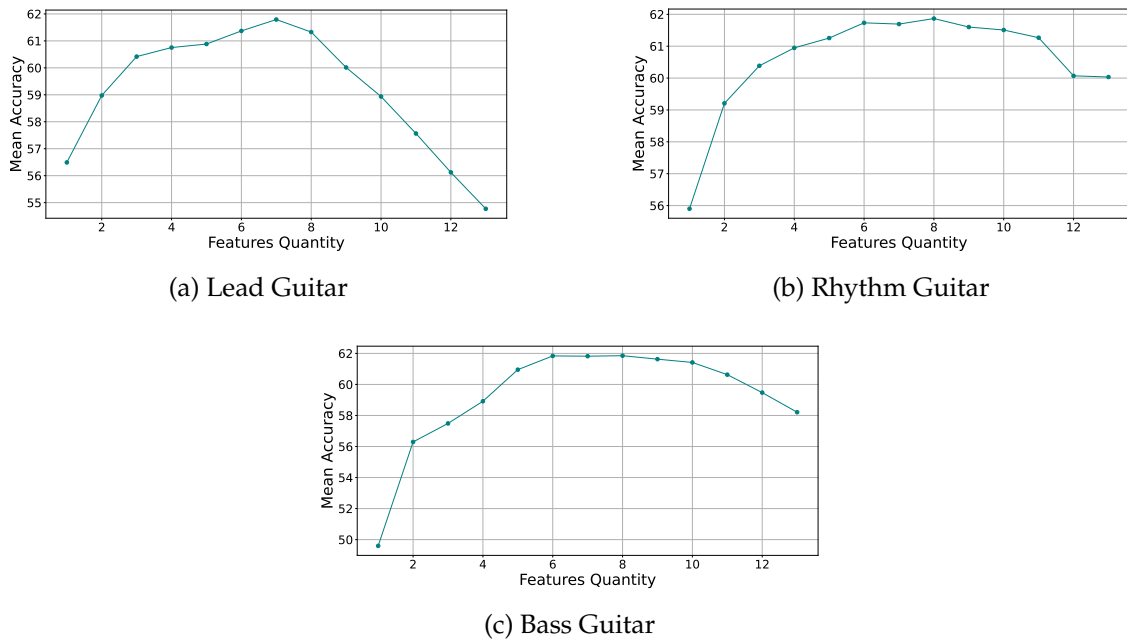 62
61
60
59
58
57
56
55
Mean Accuracy
2 4 6 8 10 12
Features Quantity
(a) Lead Guitar
62
61
60
59
58
57
56
Mean Accuracy
2 4 6 8 10 12
Features Quantity
(b) Rhythm Guitar
62
60
58
56
54
52
50
Mean Accuracy
2 4 6 8 10 12
Features Quantity
(c) Bass Guitar